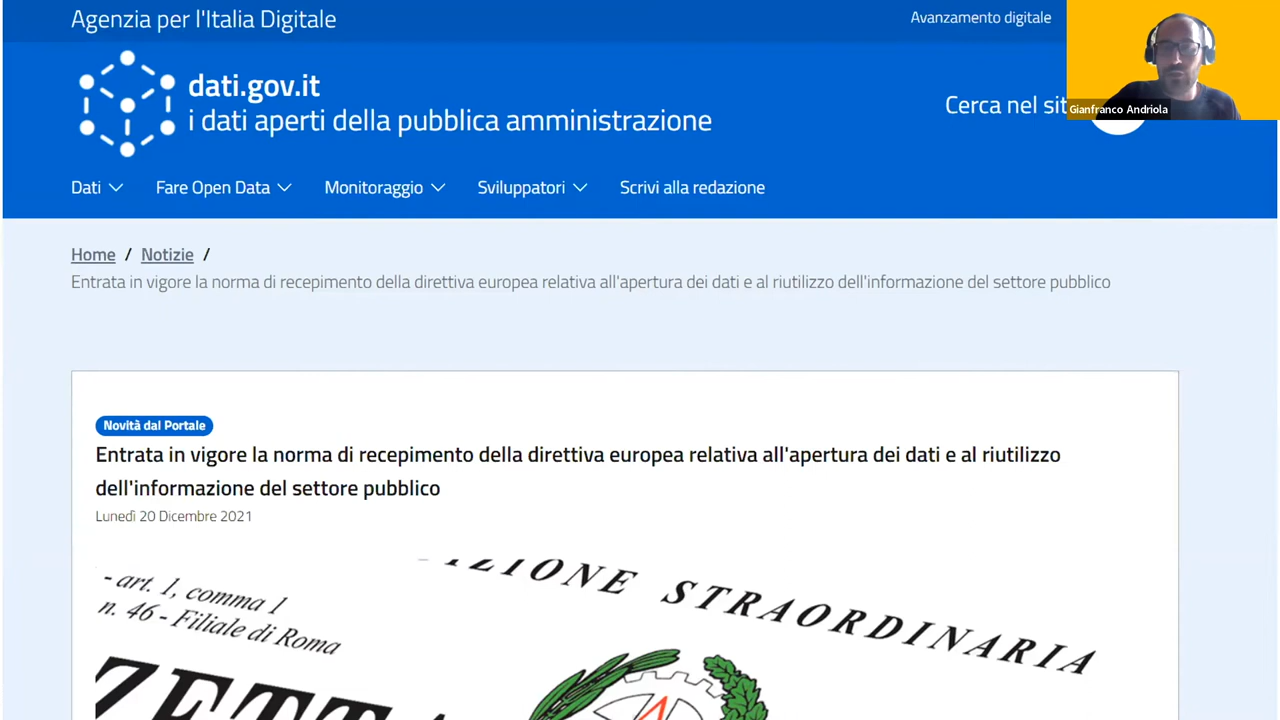 Agenzia per l'Italia Digitale
Avanzamento digitale
dati.gov.it
i dati aperti della pubblica amministrazione
Cerca nel sit
Gianfranco Andriola
Dati
Fare Open Data
Monitoraggio
Sviluppatori
Scrivi alla redazione
Home / Notizie /
Entrata in vigore la norma di recepimento della direttiva europea relativa all'apertura dei dati e al riutilizzo dell'informazione del settore pubblico
Novità dal Portale
Entrata in vigore la norma di recepimento della direttiva europea relativa all'apertura dei dati e al riutilizzo
dell'informazione del settore pubblico
Lunedì 20 Dicembre 2021
IZIONE STRAORDINARIA
- art. 1, comma 1
n. 46 - Filiale di Roma
ZETTA